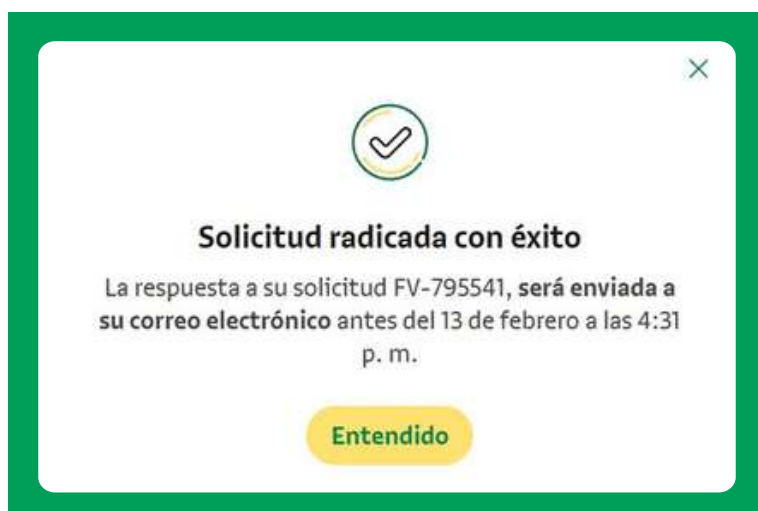 Solicitud radicada con éxito
La respuesta a su solicitud FV-795541, será enviada a
su correo electrónico antes del 13 de febrero a las 4:31
p. m.
Entendido